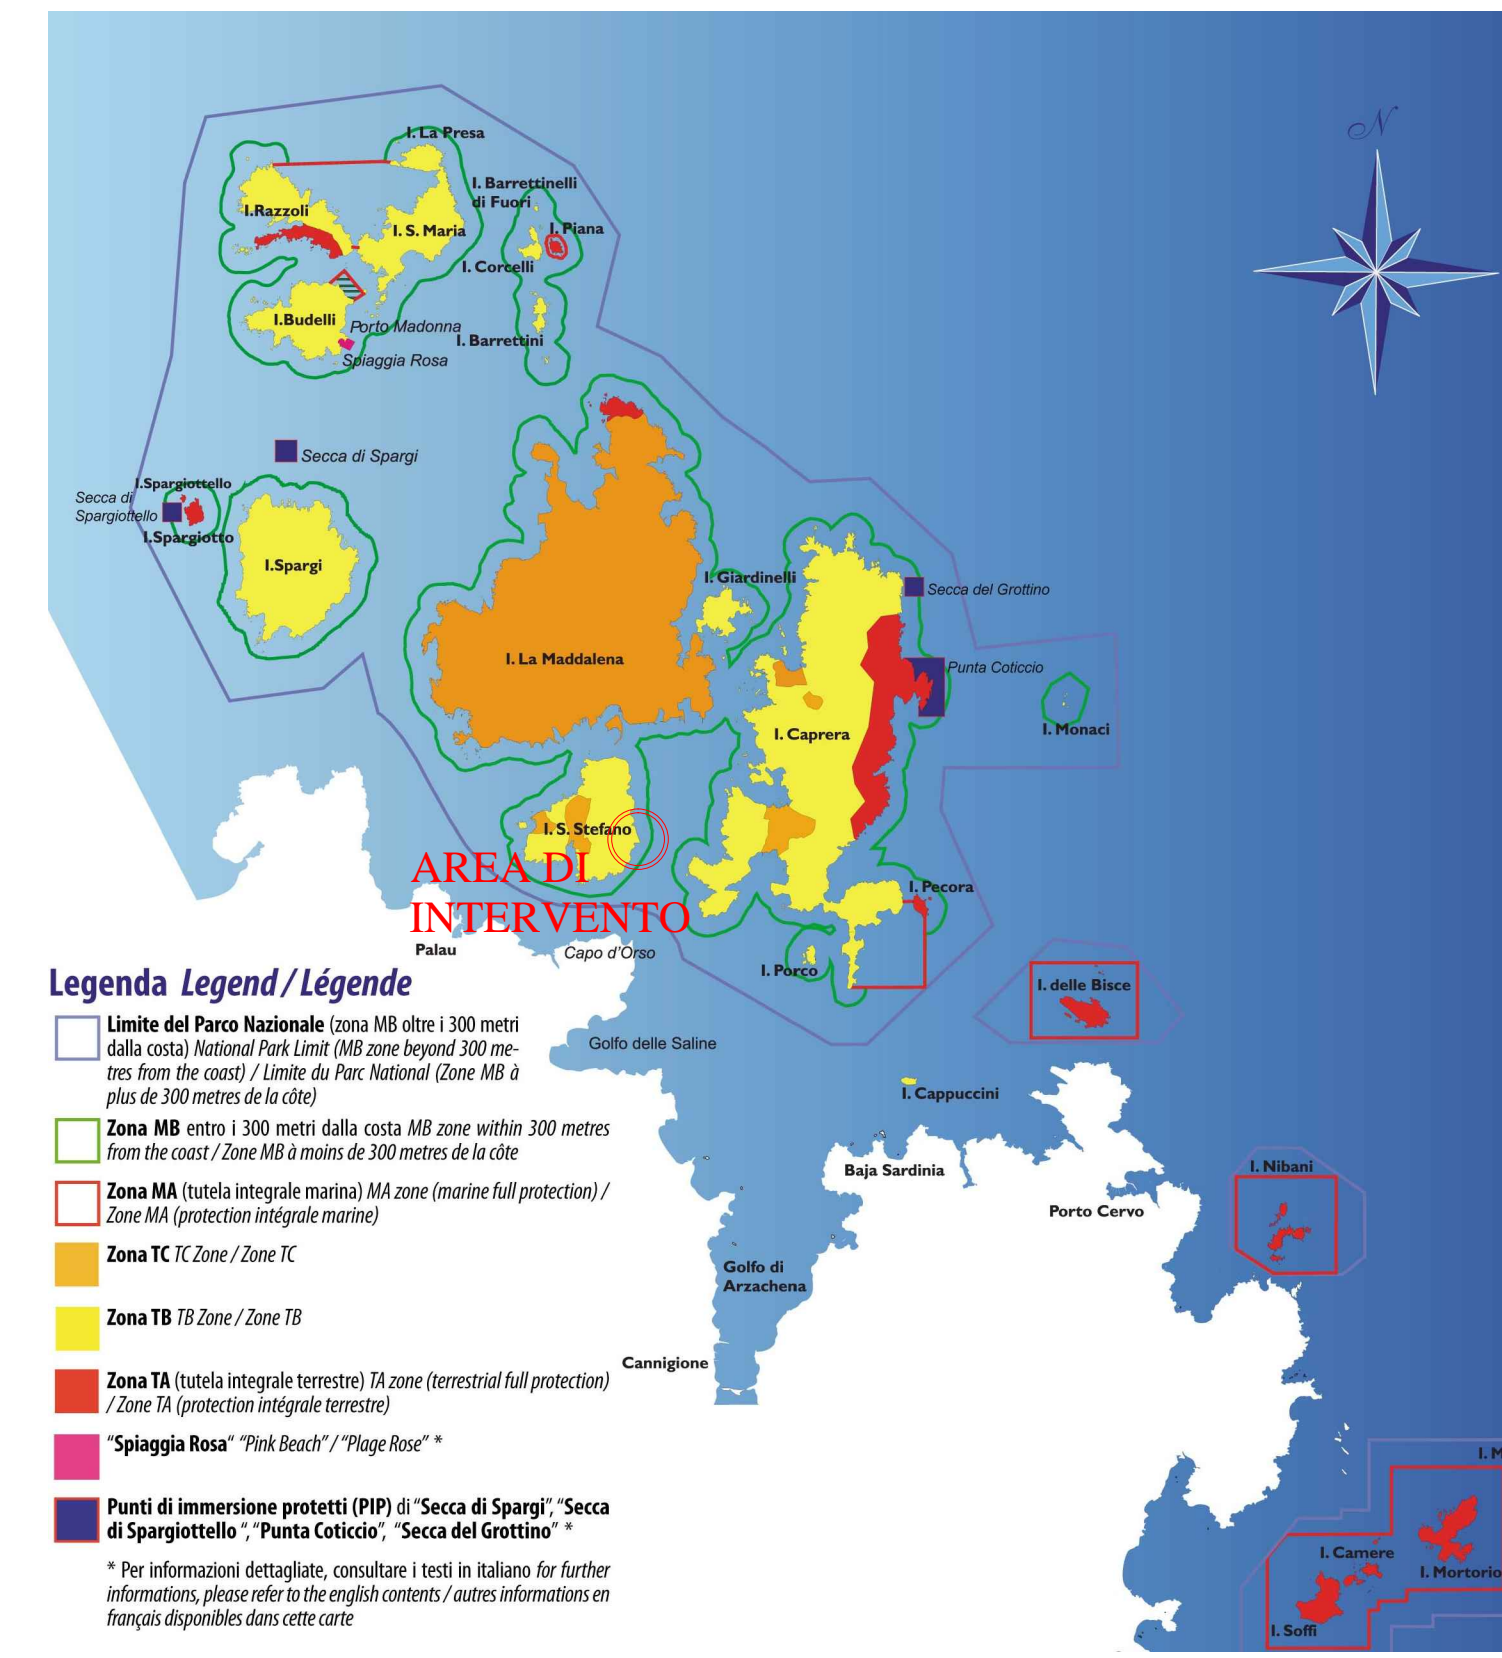 N
I. La Presa
I. Barrettinelli
di Fuori
I.Razzoli
I. S. Maria
I. Piana
I. Corcelli
I.Budelli
Porto Madonna
I. Barrettini
Spiaggia Rosa
Secca di Spargi
I.Spargiottello
Secca di
Spargiottello
I.Spargiotto
I.Spargi
I. Giardinelli
Secca del Grottino
I. La Maddalena
Punta Coticcio
I. Monaci
I. Caprera
I. S. Stefano
AREA DI
INTERVENTO
I. Pecora
Palau
Capo d'Orso
I. Porco
I. delle Bisce
Golfo delle Saline
I. Cappuccini
Baja Sardinia
I. Nibani
Porto Cervo
Golfo di
Arzachena
Cannigione
I. M
I. Camere
I. Mortorio
I. Soffi
Legenda Legend / Légende
Limite del Parco Nazionale (zona MB oltre i 300 metri
dalla costa) National Park Limit (MB zone beyond 300 me-
tres from the coast) / Limite du Parc National (Zone MB à
plus de 300 metres de la côte)
Zona MB entro i 300 metri dalla costa MB zone within 300 metres
from the coast / Zone MB à moins de 300 metres de la côte
Zona MA (tutela integrale marina) MA zone (marine full protection) /
Zone MA (protection intégrale marine)
Zona TC TC Zone / Zone TC
Zona TB TB Zone / Zone TB
Zona TA (tutela integrale terrestre) TA zone (terrestrial full protection)
/ Zone TA (protection intégrale terrestre)
“Spiaggia Rosa“ “Pink Beach” / “Plage Rose” *
Punti di immersione protetti (PIP) di “Secca di Spargi”, “Secca
di Spargiottello “, “Punta Coticcio”, “Secca del Grottino” *
* Per informazioni dettagliate, consultare i testi in italiano for further
informations, please refer to the english contents / autres informations en
français disponibles dans cette carte